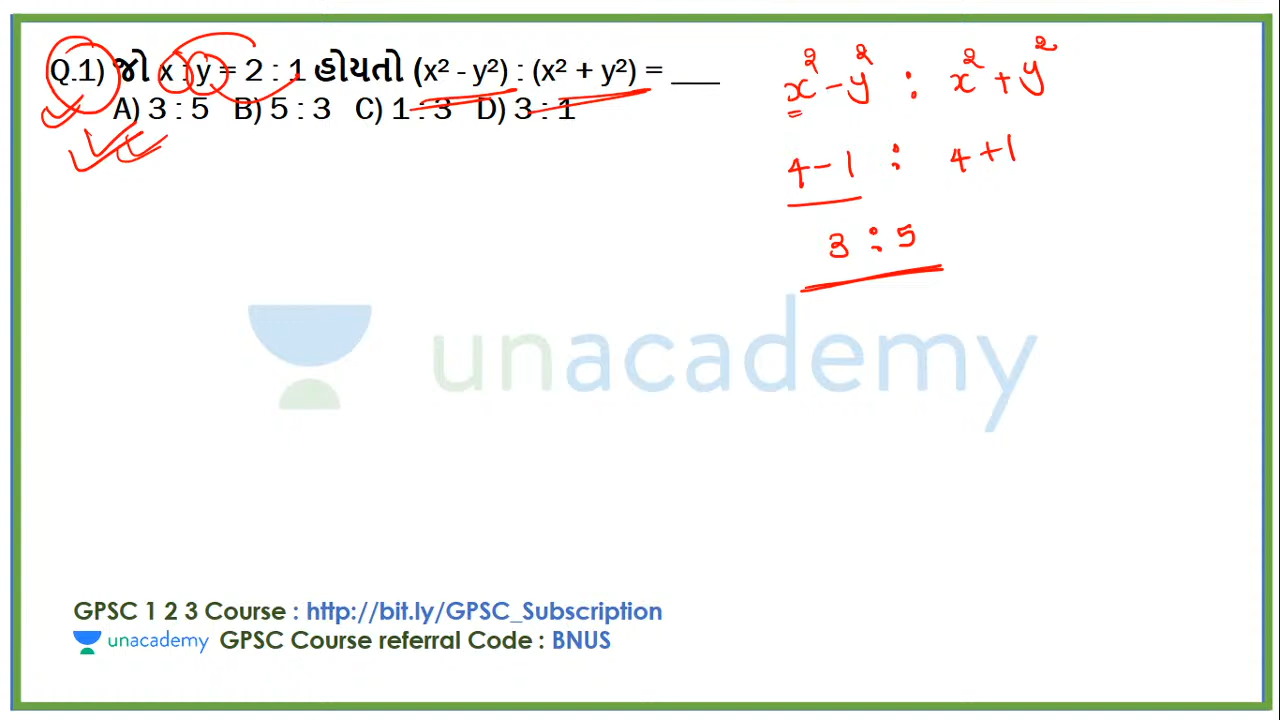 Q.1) જો x : y = 2 : 1 હોયતો (x² - y²) : (x² + y²) = ___
A) 3 : 5 B) 5 : 3 C) 1 : 3 D) 3 : 1
x² - y² : x² + y²
4 - 1 : 4 + 1
3 : 5
unacademy
GPSC 1 2 3 Course : http://bit.ly/GPSC_Subscription
unacademy GPSC Course referral Code : BNUS